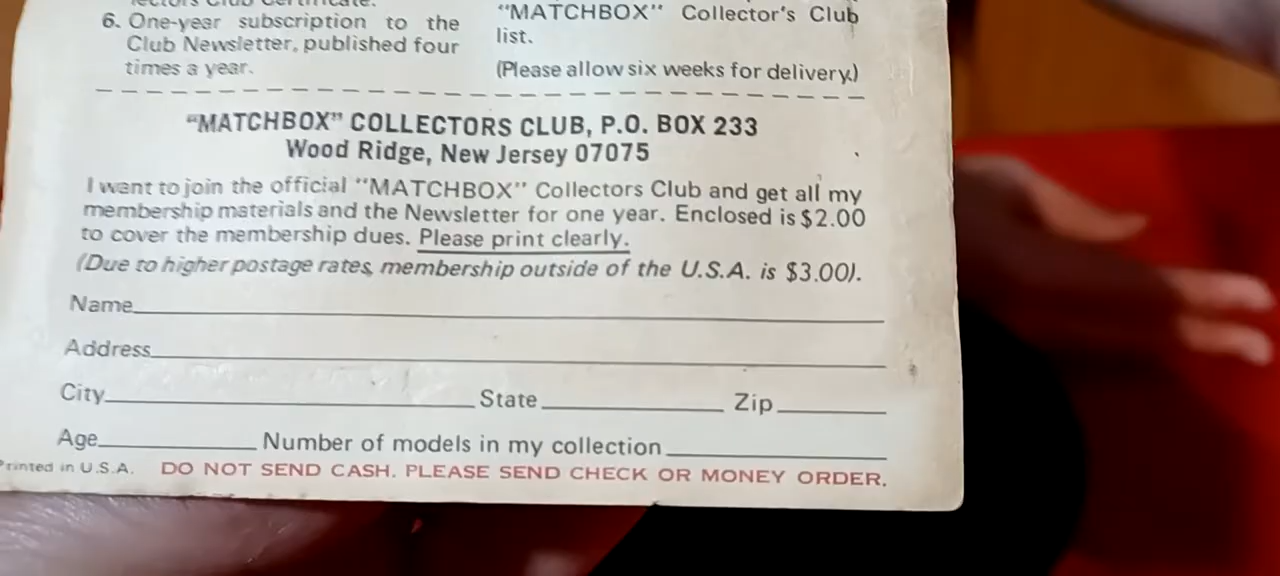 6. One-year subscription to the
Club Newsletter, published four
times a year.
"MATCHBOX" Collector's Club
list.
(Please allow six weeks for delivery.)
"MATCHBOX" COLLECTORS CLUB, P.O. BOX 233
Wood Ridge, New Jersey 07075
I want to join the official "MATCHBOX" Collectors Club and get all my
membership materials and the Newsletter for one year. Enclosed is $2.00
to cover the membership dues. Please print clearly.
(Due to higher postage rates, membership outside of the U.S.A. is $3.00).
Name
Address
City State Zip
Age Number of models in my collection
Printed in U.S.A. DO NOT SEND CASH. PLEASE SEND CHECK OR MONEY ORDER.